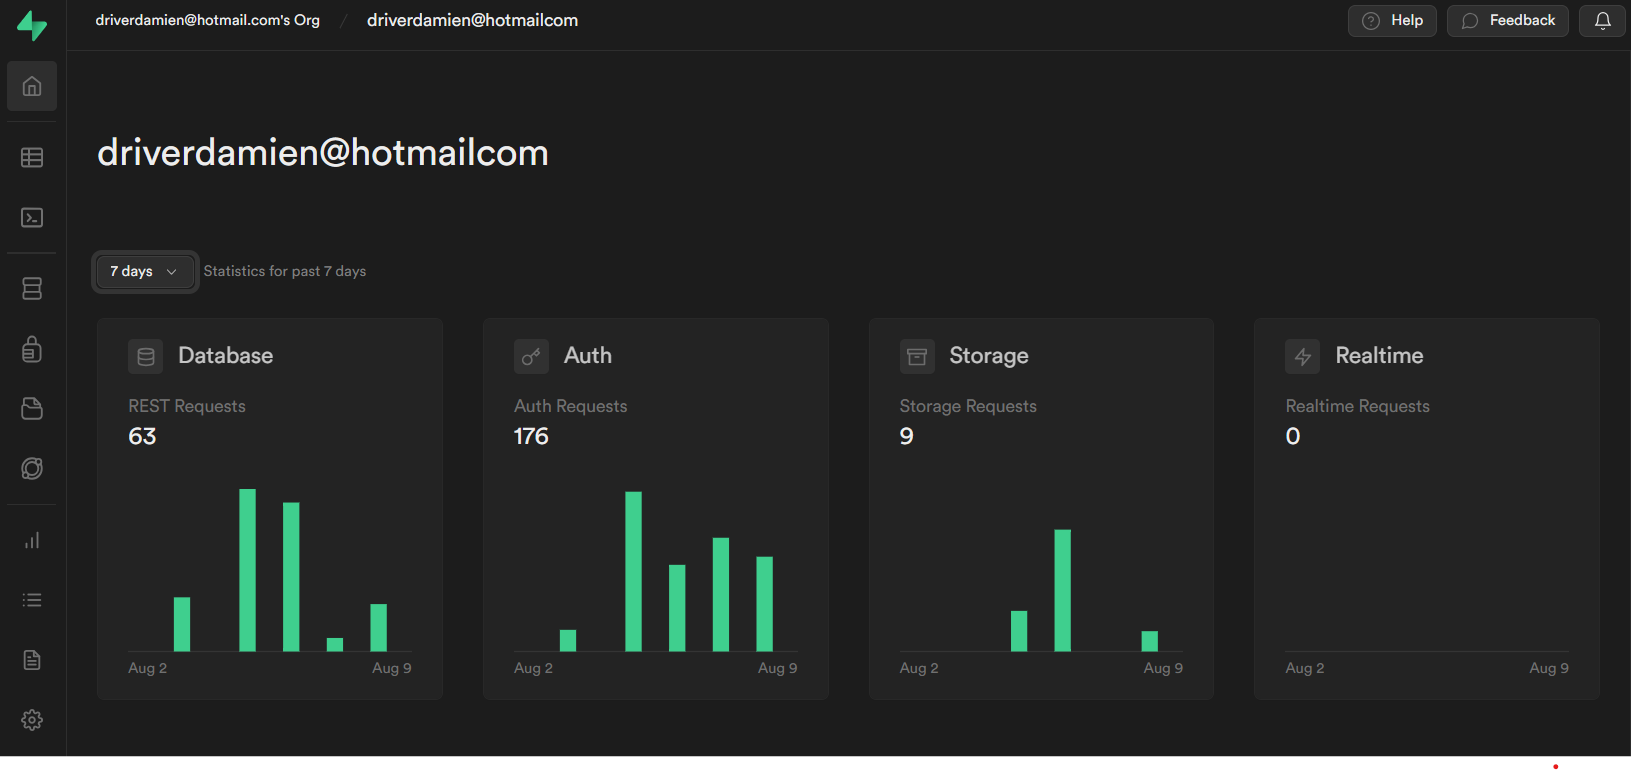 driverdamien@hotmail.com's Org / driverdamien@hotmailcom Help Feedback
driverdamien@hotmailcom
7 days Statistics for past 7 days
Database
REST Requests
63
Aug 2 Aug 9
Auth
Auth Requests
176
Aug 2 Aug 9
Storage
Storage Requests
9
Aug 2 Aug 9
Realtime
Realtime Requests
0
Aug 2 Aug 9